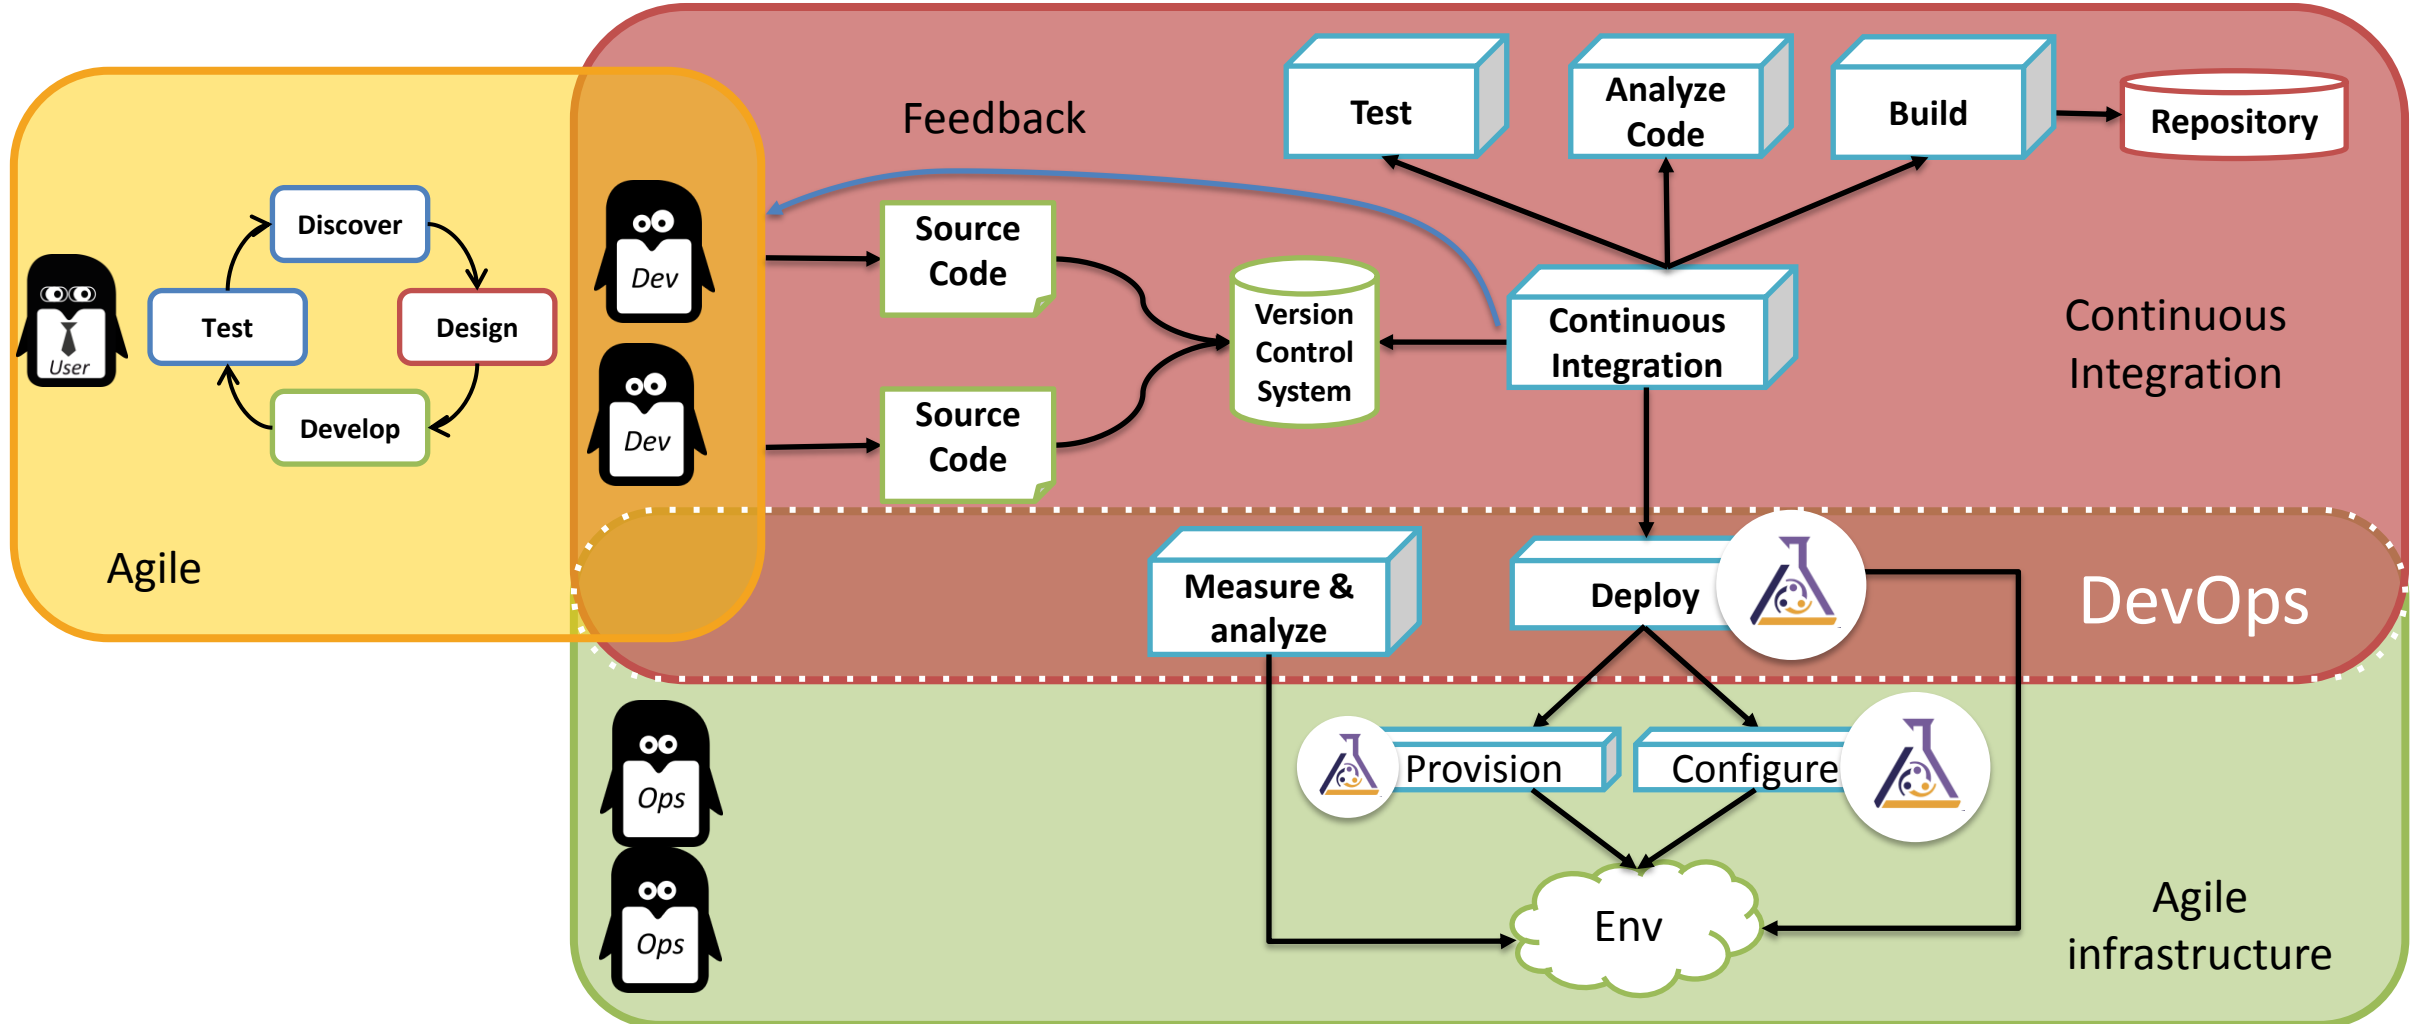 Feedback
Test
Analyze
Code
Build
Repository
Discover
Test
Design
Develop
User
Agile
Dev
Dev
Source
Code
Source
Code
Version
Control
System
Continuous
Integration
Continuous
Integration
Measure &
analyze
Deploy
DevOps
Provision
Configure
Ops
Ops
Env
Agile
infrastructure